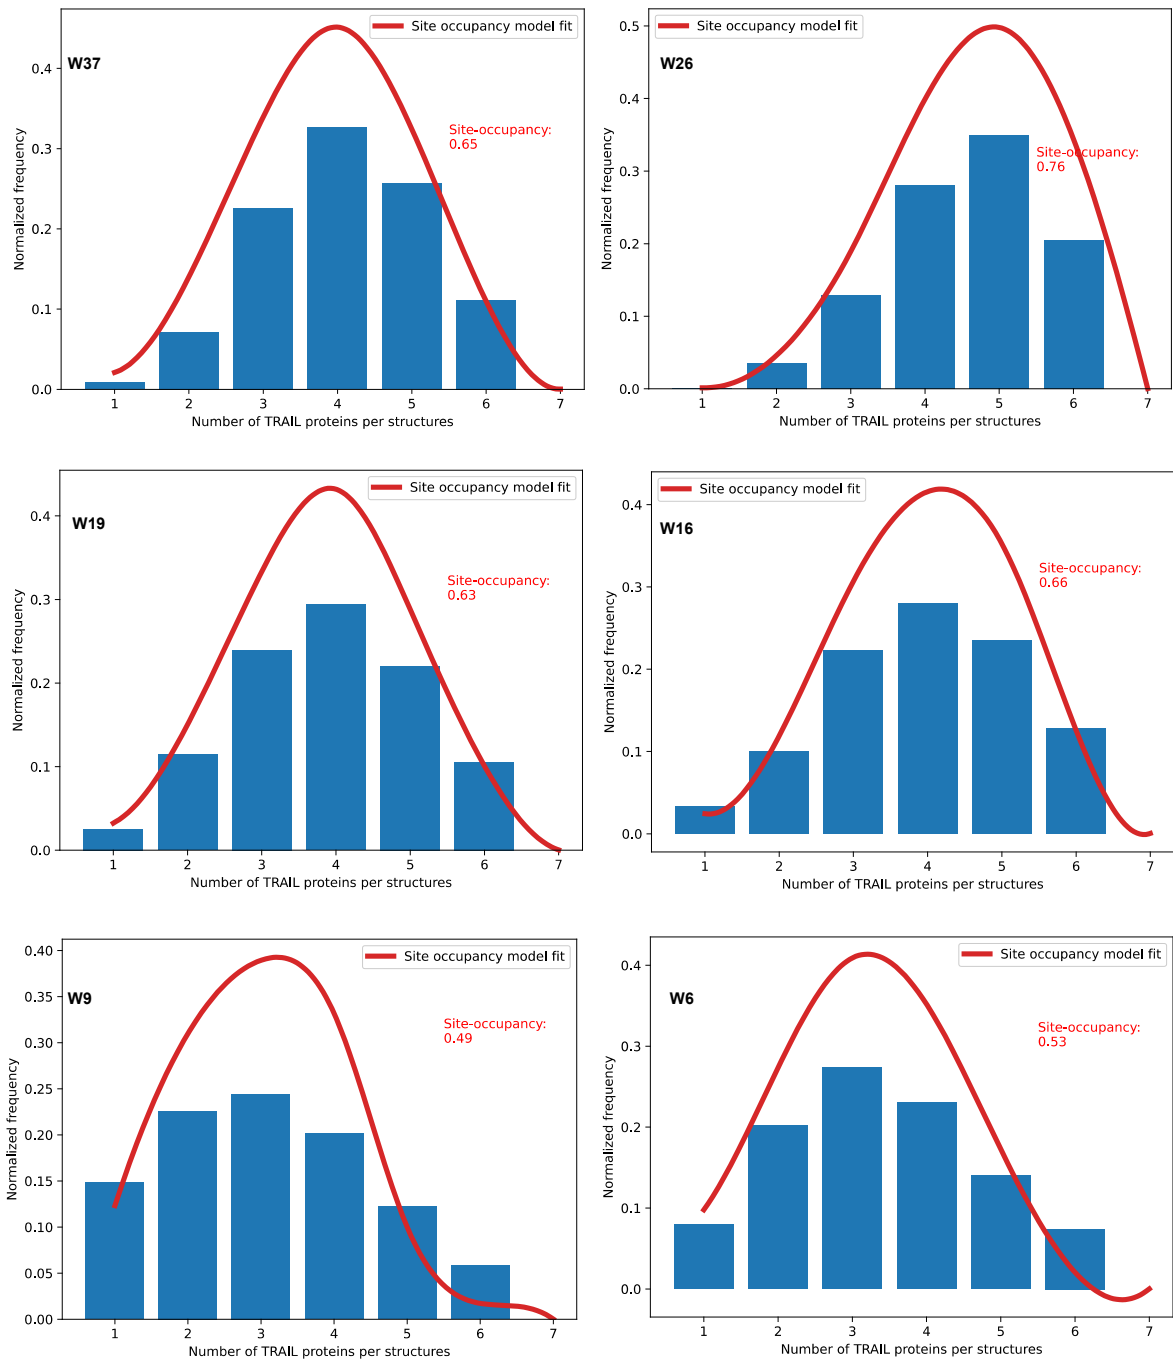 W37
Site occupancy model fit
Site-occupancy:
0.65
Normalized frequency
0.4
0.3
0.2
0.1
0.0
1 2 3 4 5 6 7
Number of TRAIL proteins per structures
W26
Site occupancy model fit
Site-occupancy:
0.76
Normalized frequency
0.5
0.4
0.3
0.2
0.1
0.0
1 2 3 4 5 6 7
Number of TRAIL proteins per structures
W19
Site occupancy model fit
Site-occupancy:
0.63
Normalized frequency
0.4
0.3
0.2
0.1
0.0
1 2 3 4 5 6 7
Number of TRAIL proteins per structures
W16
Site occupancy model fit
Site-occupancy:
0.66
Normalized frequency
0.4
0.3
0.2
0.1
0.0
1 2 3 4 5 6 7
Number of TRAIL proteins per structures
W9
Site occupancy model fit
Site-occupancy:
0.49
Normalized frequency
0.40
0.35
0.30
0.25
0.20
0.15
0.10
0.05
0.00
1 2 3 4 5 6 7
Number of TRAIL proteins per structures
W6
Site occupancy model fit
Site-occupancy:
0.53
Normalized frequency
0.4
0.3
0.2
0.1
0.0
1 2 3 4 5 6 7
Number of TRAIL proteins per structures